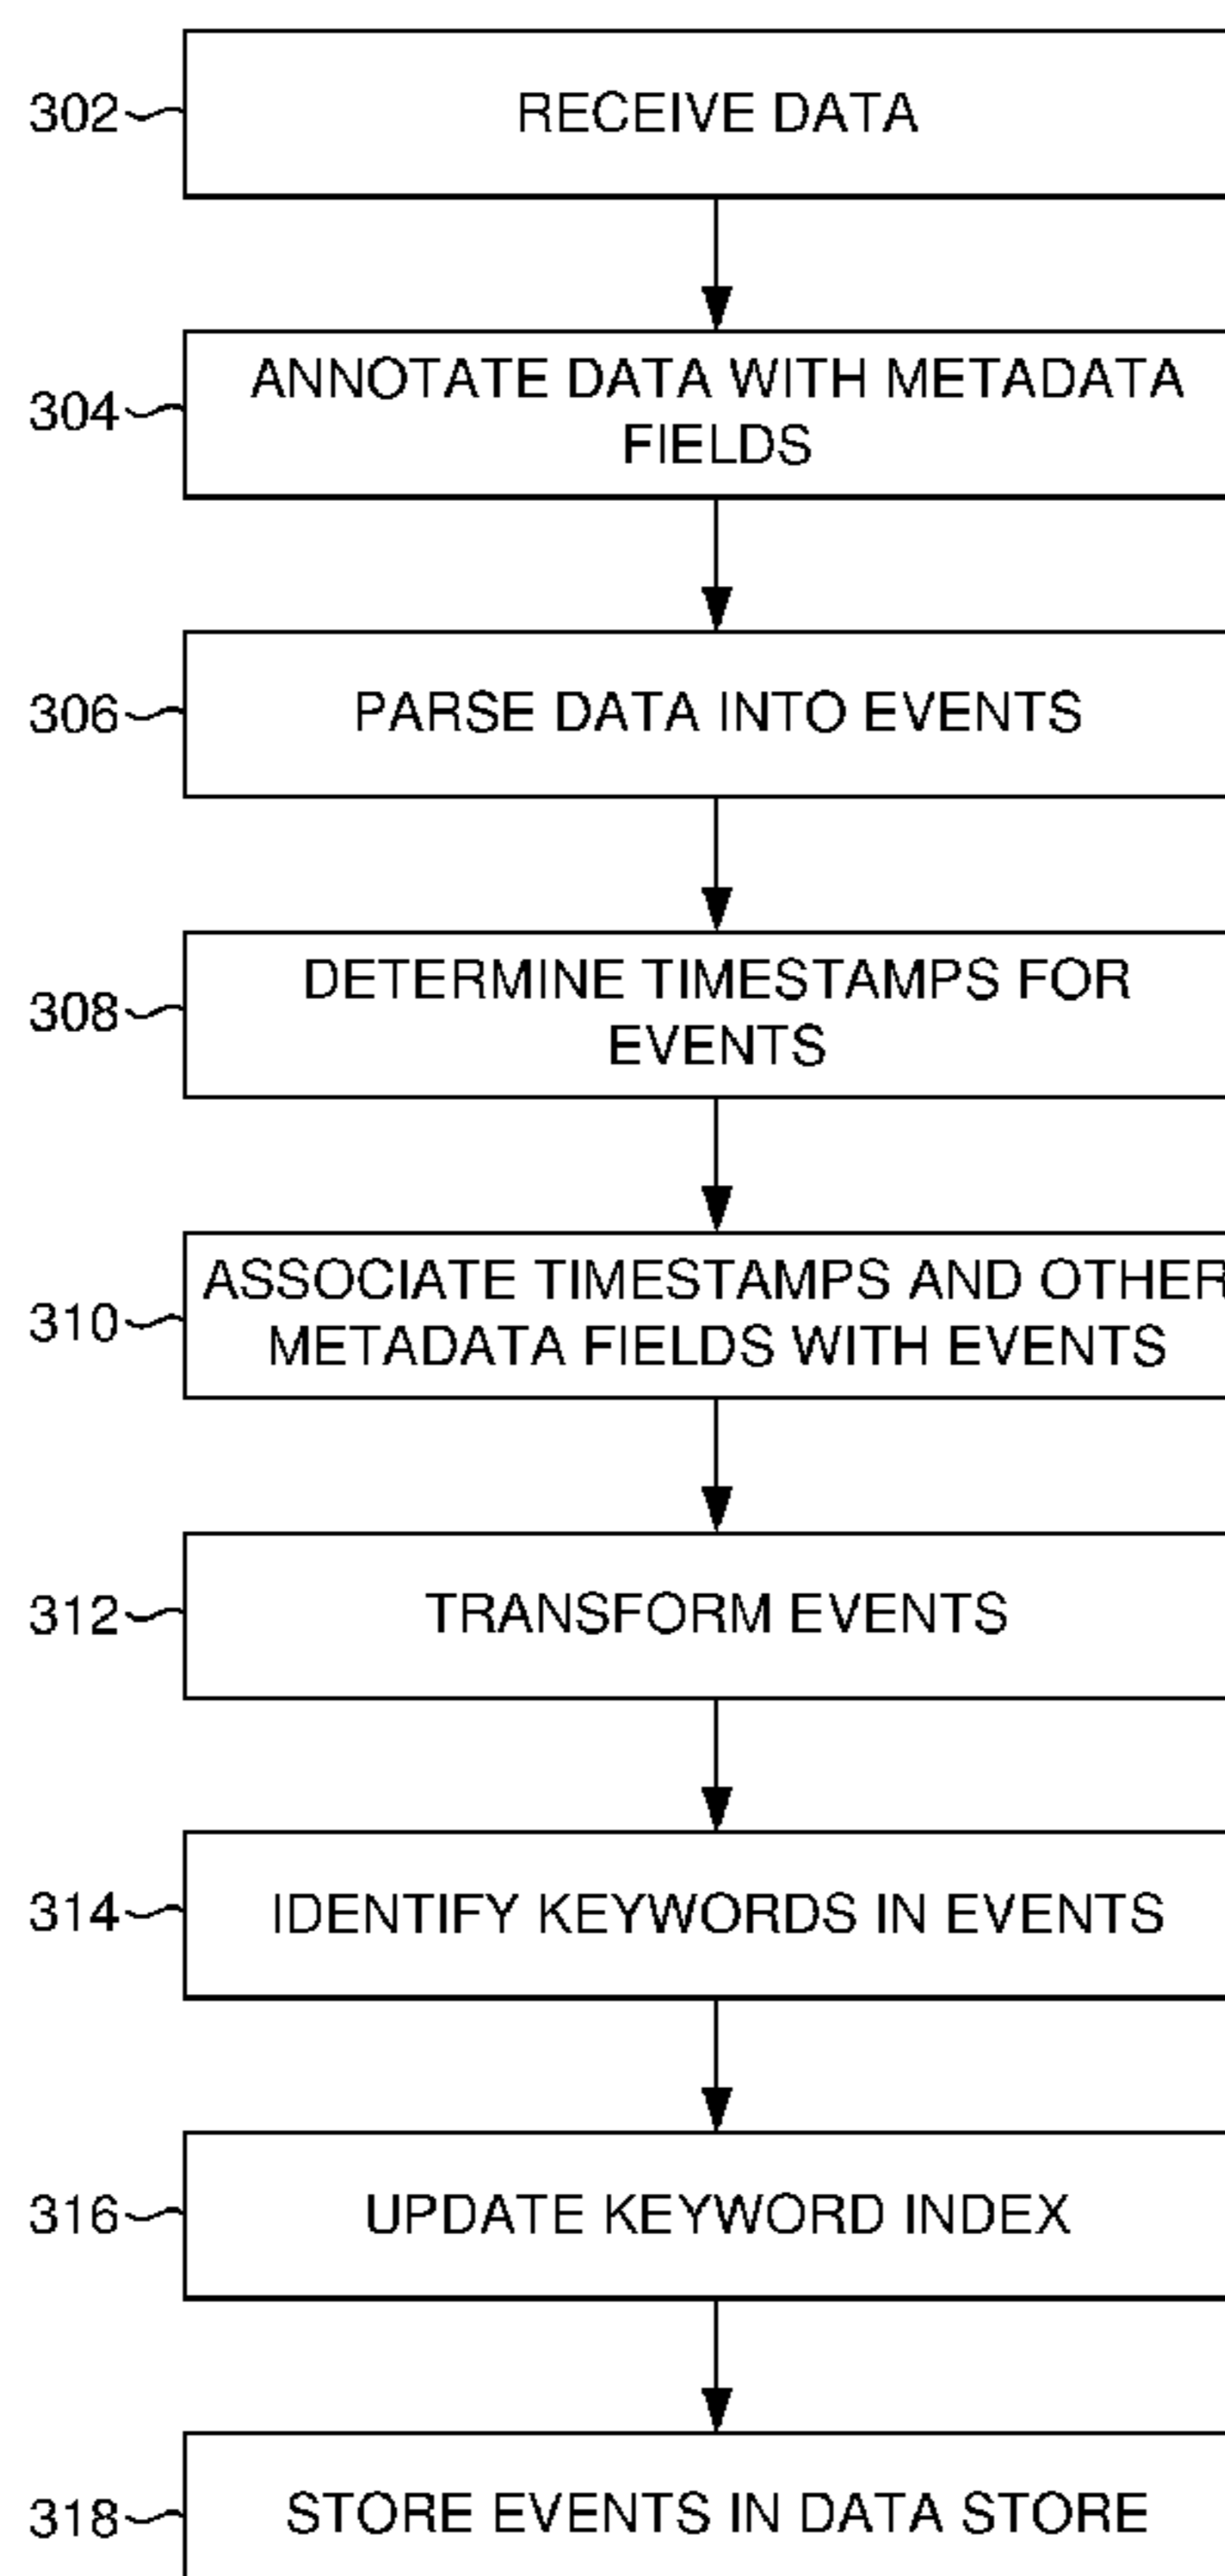 302
RECEIVE DATA
304
ANNOTATE DATA WITH METADATA
FIELDS
306
PARSE DATA INTO EVENTS
308
DETERMINE TIMESTAMPS FOR
EVENTS
310
ASSOCIATE TIMESTAMPS AND OTHER
METADATA FIELDS WITH EVENTS
312
TRANSFORM EVENTS
314
IDENTIFY KEYWORDS IN EVENTS
316
UPDATE KEYWORD INDEX
318
STORE EVENTS IN DATA STORE